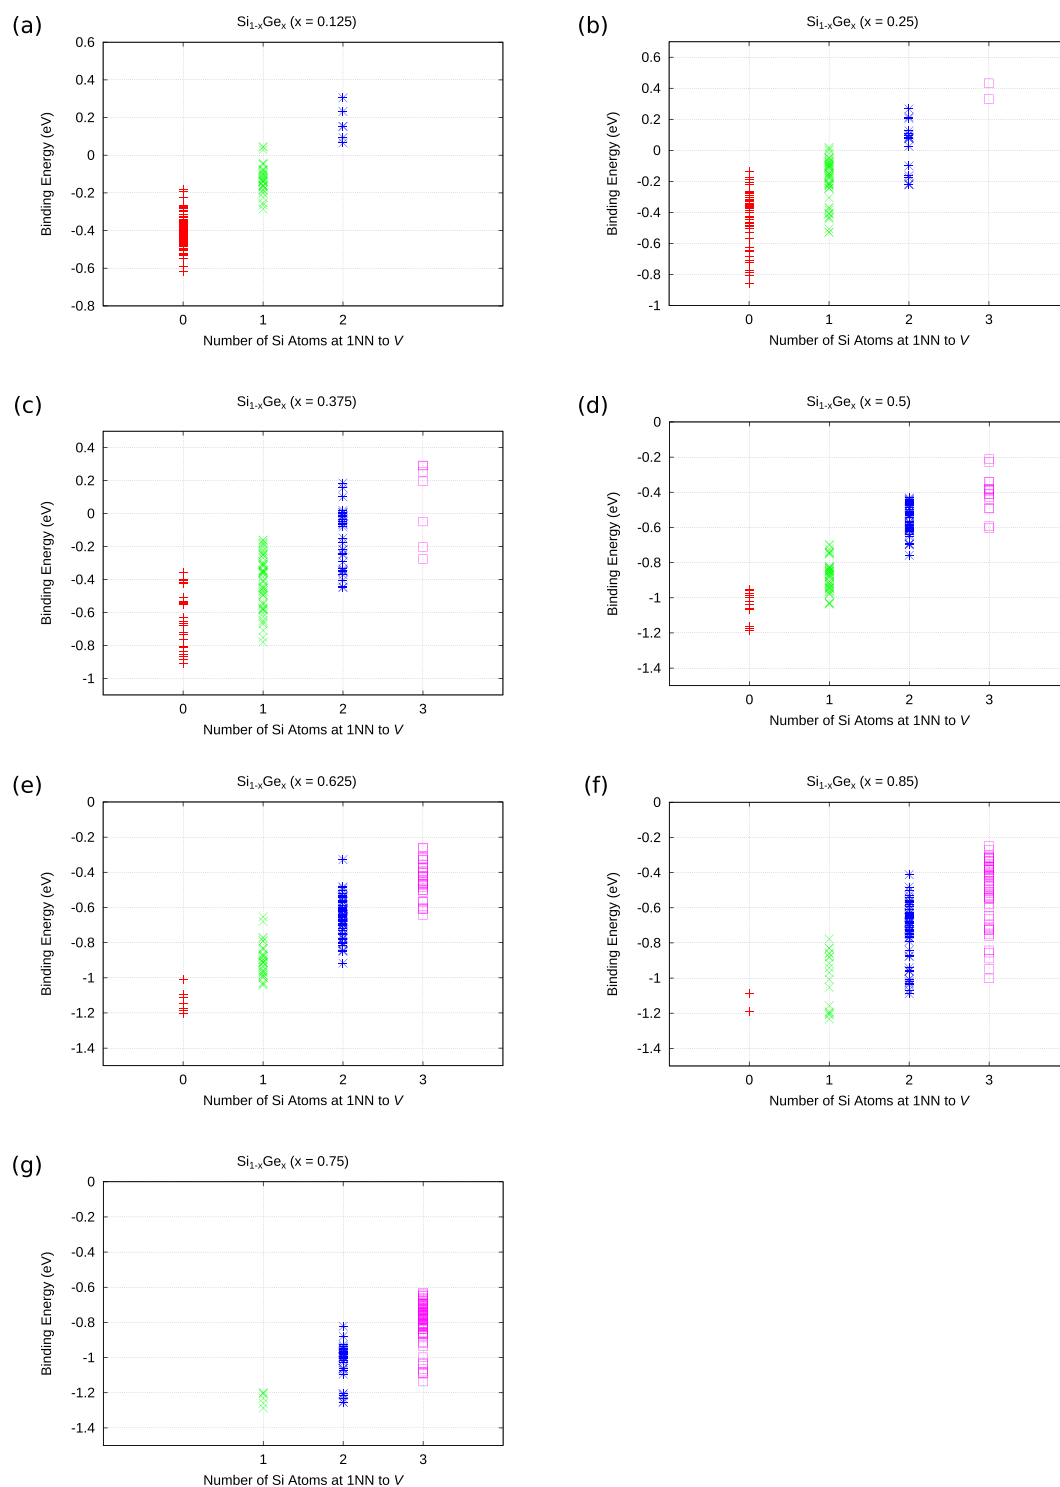 (a)
Si1-xGex (x = 0.125)
Binding Energy (eV)
0.6
0.4
0.2
0
-0.2
-0.4
-0.6
-0.8
0 1 2
Number of Si Atoms at 1NN to V
(b)
Si1-xGex (x = 0.25)
Binding Energy (eV)
0.6
0.4
0.2
0
-0.2
-0.4
-0.6
-0.8
-1
0 1 2 3
Number of Si Atoms at 1NN to V
(c)
Si1-xGex (x = 0.375)
Binding Energy (eV)
0.4
0.2
0
-0.2
-0.4
-0.6
-0.8
-1
0 1 2 3
Number of Si Atoms at 1NN to V
(d)
Si1-xGex (x = 0.5)
Binding Energy (eV)
0
-0.2
-0.4
-0.6
-0.8
-1
-1.2
-1.4
0 1 2 3
Number of Si Atoms at 1NN to V
(e)
Si1-xGex (x = 0.625)
Binding Energy (eV)
0
-0.2
-0.4
-0.6
-0.8
-1
-1.2
-1.4
0 1 2 3
Number of Si Atoms at 1NN to V
(f)
Si1-xGex (x = 0.85)
Binding Energy (eV)
0
-0.2
-0.4
-0.6
-0.8
-1
-1.2
-1.4
0 1 2 3
Number of Si Atoms at 1NN to V
(g)
Si1-xGex (x = 0.75)
Binding Energy (eV)
0
-0.2
-0.4
-0.6
-0.8
-1
-1.2
-1.4
1 2 3
Number of Si Atoms at 1NN to V